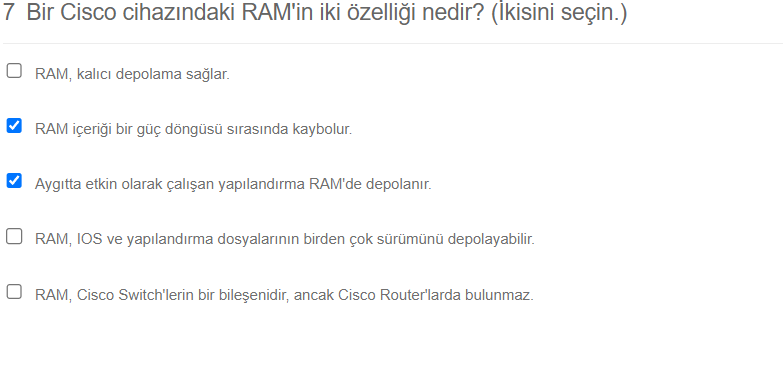 7 Bir Cisco cihazındaki RAM'in iki özelliği nedir? (İkisini seçin.)
RAM, kalıcı depolama sağlar.
RAM içeriği bir güç döngüsü sırasında kaybolur.
Aygıtta etkin olarak çalışan yapılandırma RAM'de depolanır.
RAM, IOS ve yapılandırma dosyalarının birden çok sürümünü depolayabilir.
RAM, Cisco Switch'lerin bir bileşenidir, ancak Cisco Router'larda bulunmaz.